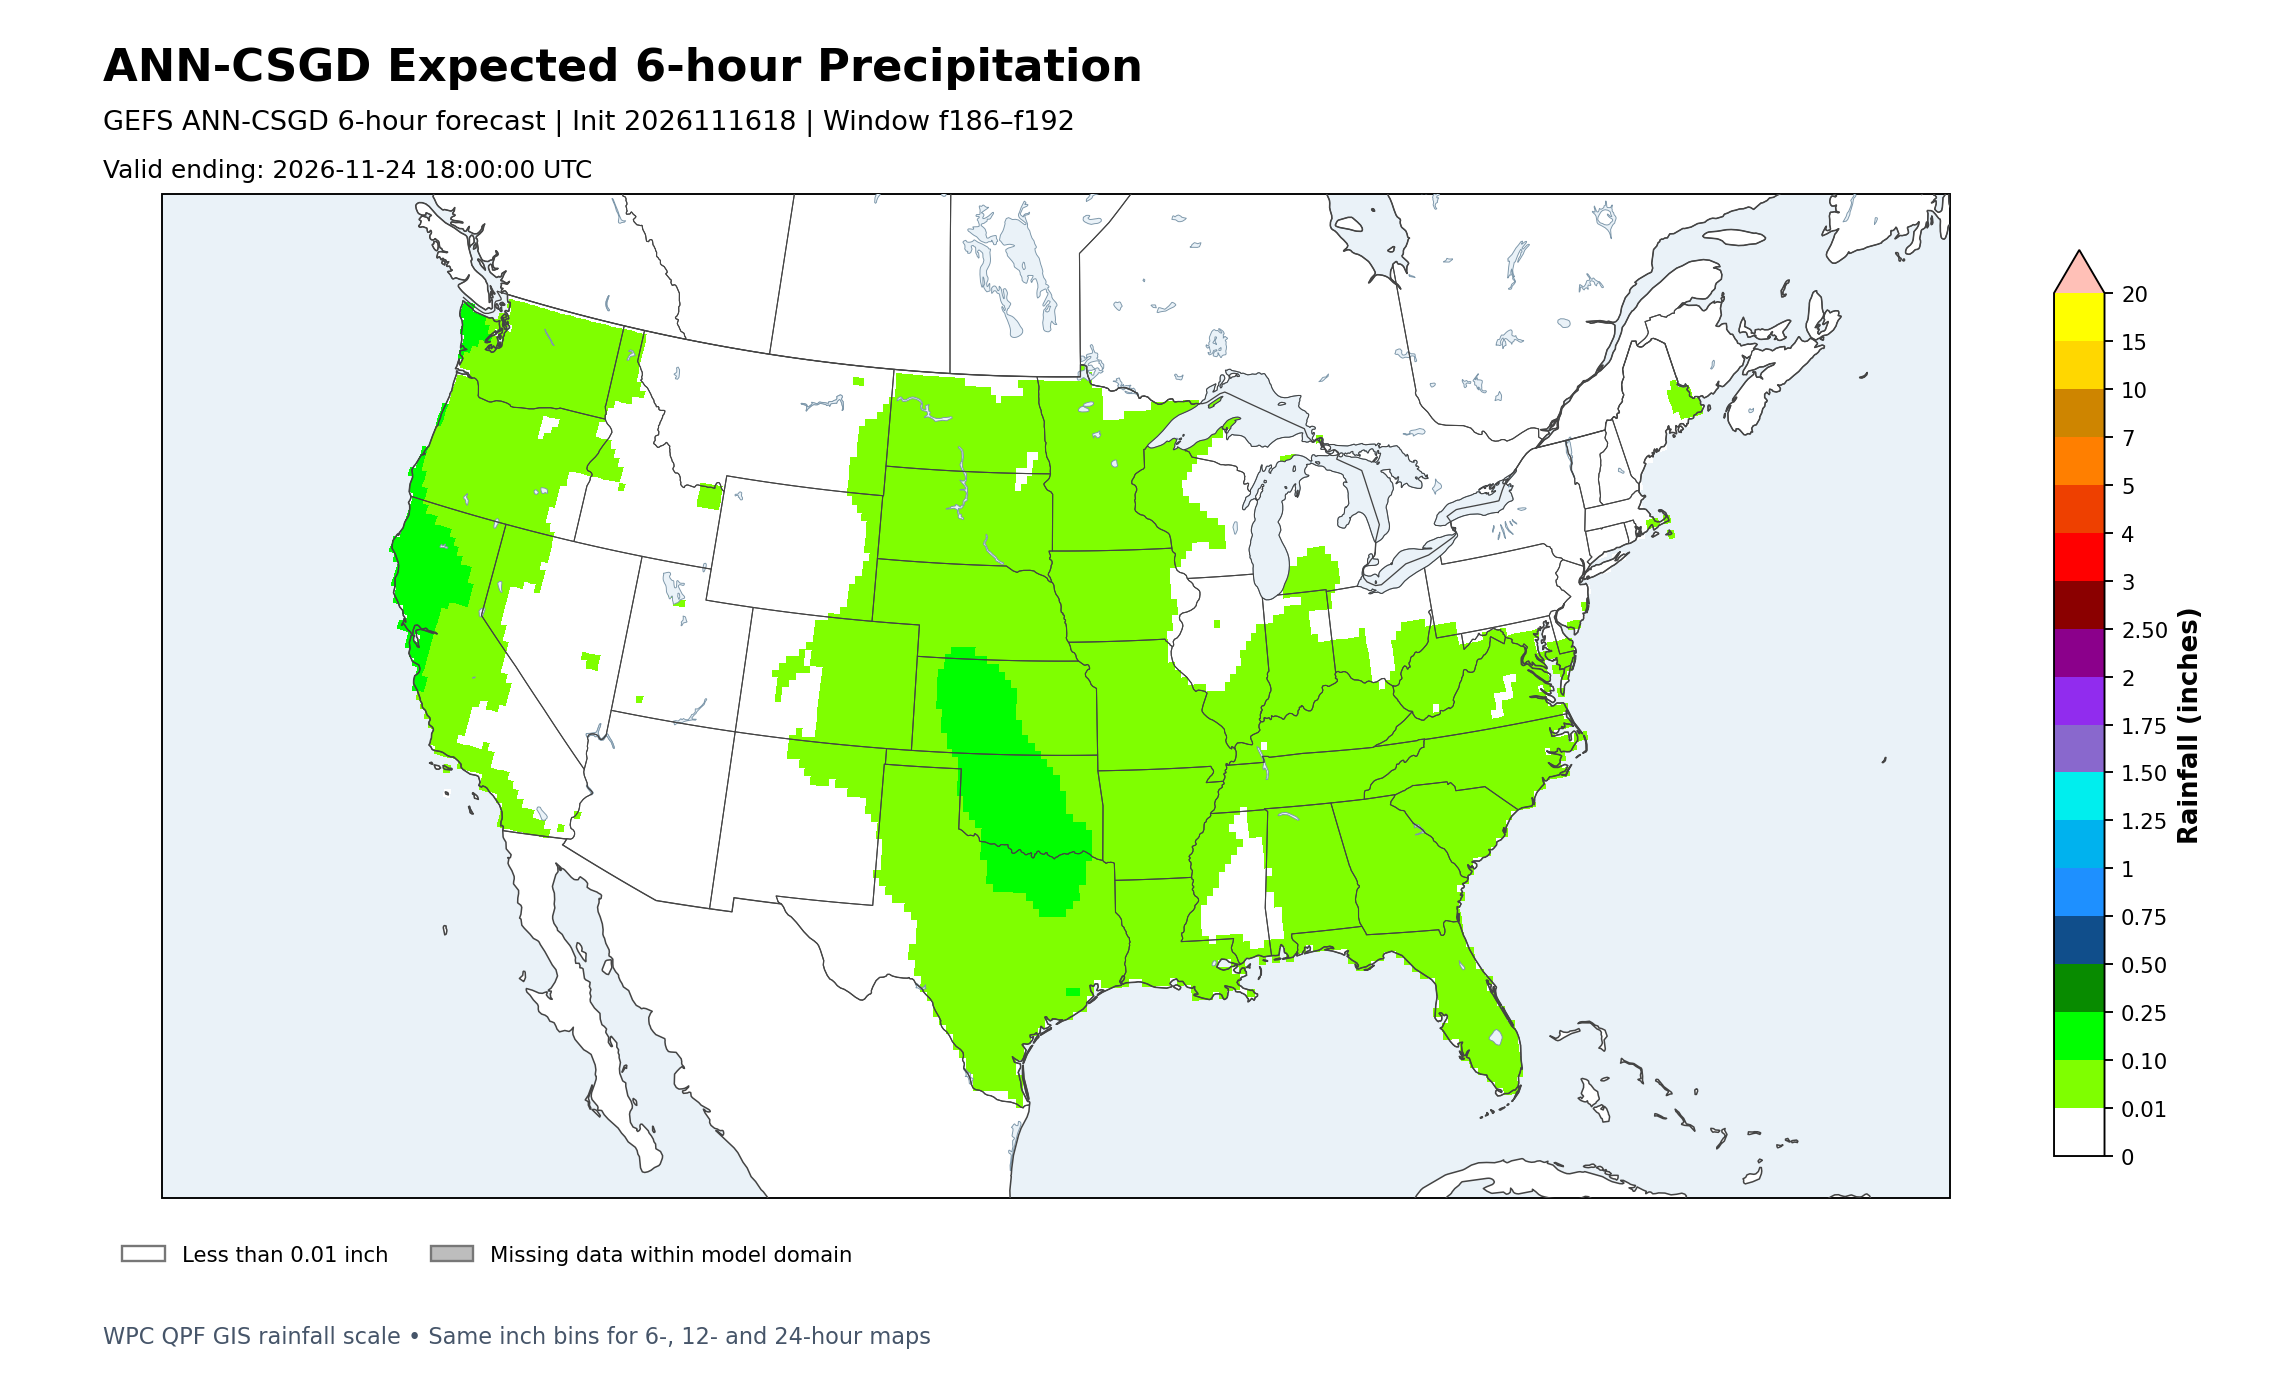 ANN-CSGD Expected 6-hour Precipitation
GEFS ANN-CSGD 6-hour forecast | Init 2026111618 | Window f186–f192
Valid ending: 2026-11-24 18:00:00 UTC
20
15
10
7
5
4
3
2.50
2
1.75
1.50
1.25
1
0.75
0.50
0.25
0.10
0.01
0
Rainfall (inches)
Less than 0.01 inch
Missing data within model domain
WPC QPF GIS rainfall scale • Same inch bins for 6-, 12- and 24-hour maps